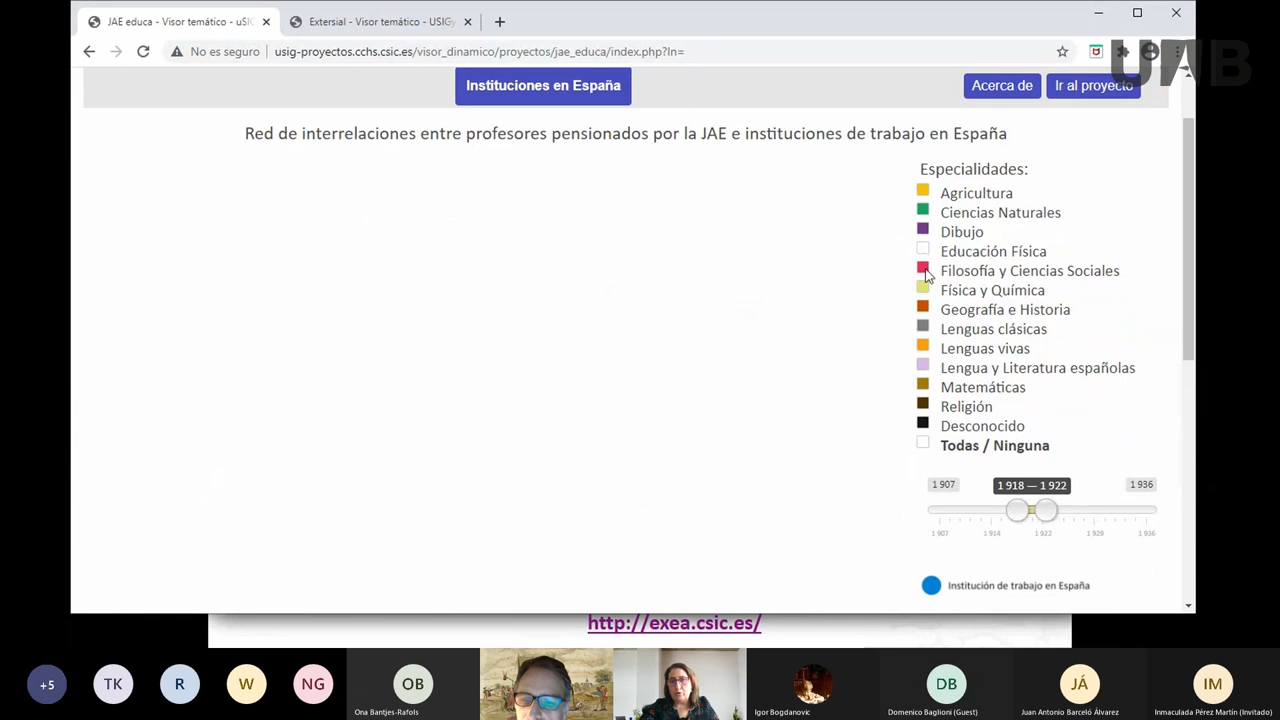 JAE educa - Visor temático - uSIG
Extersial - Visor temático - USIGy
No es seguro
usig-proyectos.cchs.csic.es/visor_dinamico/proyectos/jae_educa/index.php?ln=
UAB
Instituciones en España
Acerca de
Ir al proyecto
Red de interrelaciones entre profesores pensionados por la JAE e instituciones de trabajo en España
Especialidades:
Agricultura
Ciencias Naturales
Dibujo
Educación Física
Filosofía y Ciencias Sociales
Física y Química
Geografía e Historia
Lenguas clásicas
Lenguas vivas
Lengua y Literatura españolas
Matemáticas
Religión
Desconocido
Todas / Ninguna
1 907
1 918 — 1 922
1 936
1 907
1 914
1 922
1 929
1 936
Institución de trabajo en España
http://exea.csic.es/
+5
TK
R
W
NG
OB
Ona Bantjes-Rafols
Igor Bogdanovic
DB
Domenico Baglioni (Guest)
JÁ
Juan Antonio Barceló Álvarez
IM
Inmaculada Pérez Martín (Invitado)